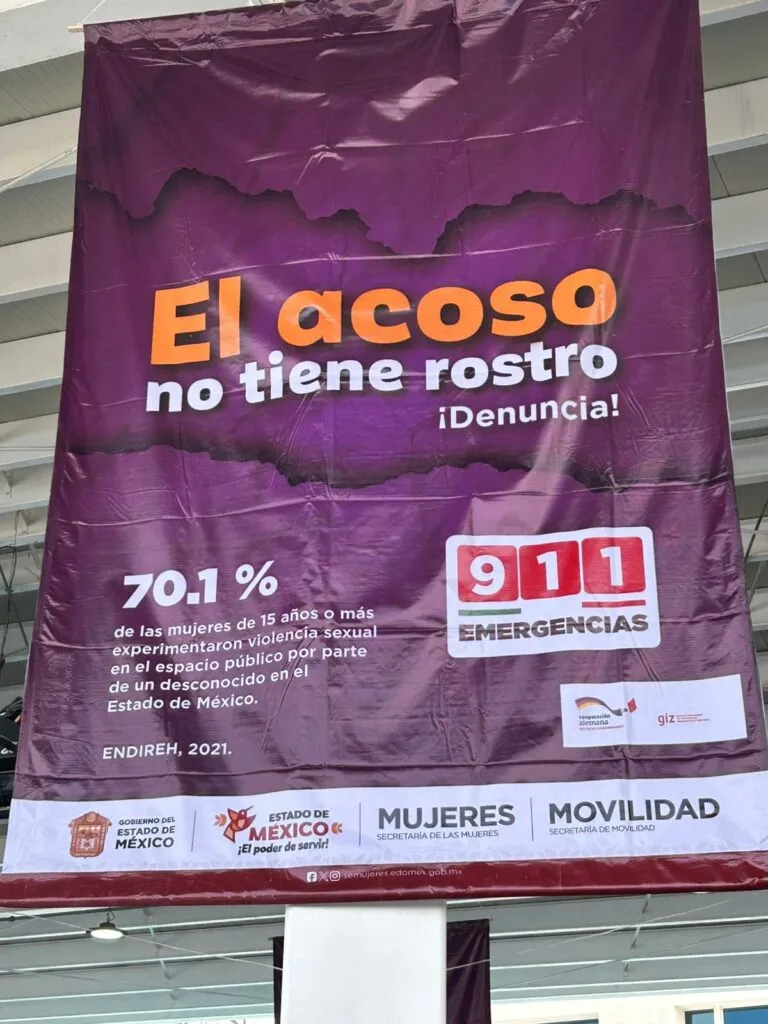 El acoso
no tiene rostro
¡Denuncia!
70.1 %
de las mujeres de 15 años o más
experimentaron violencia sexual
en el espacio público por parte
de un desconocido en el
Estado de México.
ENDIREH, 2021.
911
EMERGENCIAS
cooperación
alemana
giz
GOBIERNO DEL
ESTADO DE
MÉXICO
ESTADO DE
MÉXICO
¡El poder de servir!
MUJERES
SECRETARÍA DE LAS MUJERES
MOVILIDAD
SECRETARÍA DE MOVILIDAD
semujeres.edomex.gob.mx